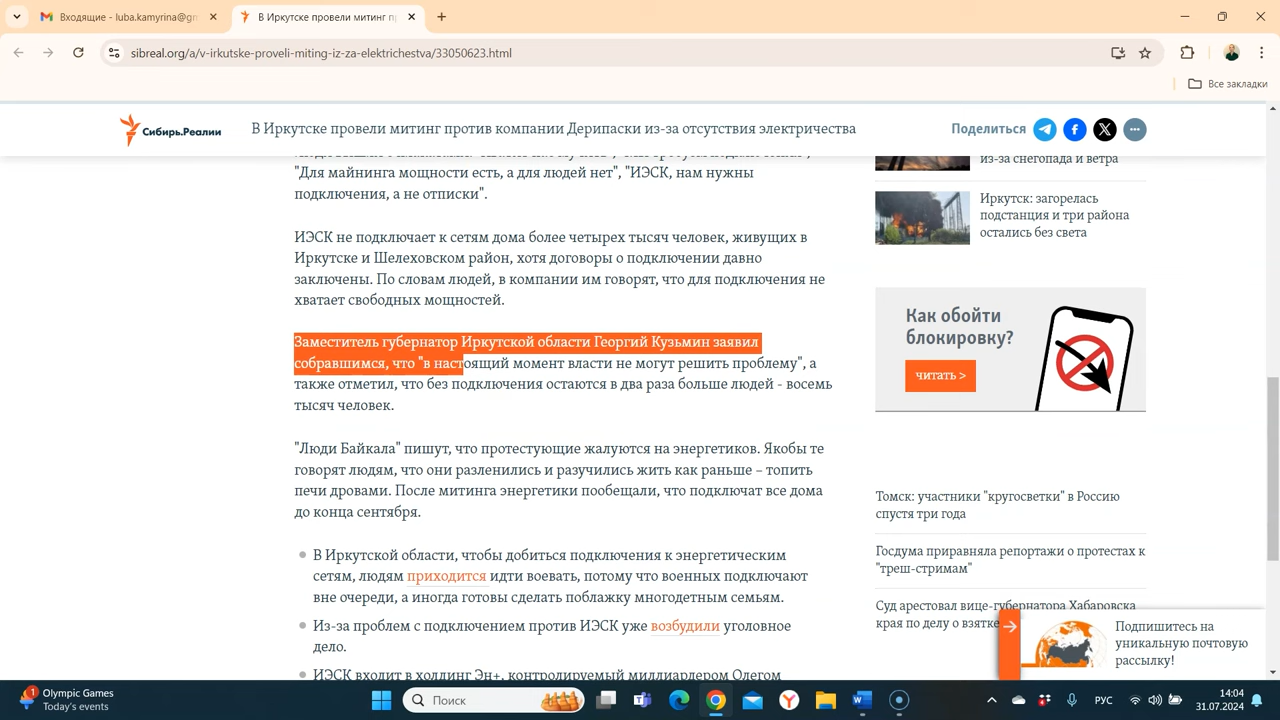 Входящие - luba.kamyrina@gm
В Иркутске провели митинг пр
sibreal.org/a/v-irkutske-proveli-miting-iz-za-elektrichestva/33050623.html
Все закладки
Сибирь.Реалии
В Иркутске провели митинг против компании Дерипаски из-за отсутствия электричества
Поделиться
"Для майнинга мощности есть, а для людей нет", "ИЭСК, нам нужны
подключения, а не отписки".
ИЭСК не подключает к сетям дома более четырех тысяч человек, живущих в
Иркутске и Шелеховском район, хотя договоры о подключении давно
заключены. По словам людей, в компании им говорят, что для подключения не
хватает свободных мощностей.
Заместитель губернатор Иркутской области Георгий Кузьмин заявил
собравшимся, что "в настоящий момент власти не могут решить проблему", а
также отметил, что без подключения остаются в два раза больше людей - восемь
тысяч человек.
"Люди Байкала" пишут, что протестующие жалуются на энергетиков. Якобы те
говорят людям, что они разленились и разучились жить как раньше – топить
печи дровами. После митинга энергетики пообещали, что подключат все дома
до конца сентября.
В Иркутской области, чтобы добиться подключения к энергетическим
сетям, людям приходится идти воевать, потому что военных подключают
вне очереди, а иногда готовы сделать поблажку многодетным семьям.
Из-за проблем с подключением против ИЭСК уже возбудили уголовное
дело.
ИЭСК входит в холдинг Эн+, контролируемый миллиардером Олегом
из-за снегопада и ветра
Иркутск: загорелась
подстанция и три района
остались без света
Как обойти
блокировку?
читать >
Томск: участники "кругосветки" в Россию
спустя три года
Госдума приравняла репортажи о протестах к
"треш-стримам"
Суд арестовал вице-губернатора Хабаровска
края по делу о взятке
Подпишитесь на
уникальную почтовую
рассылку!
1
Olympic Games
Today's events
Поиск
РУС
14:04
31.07.2024